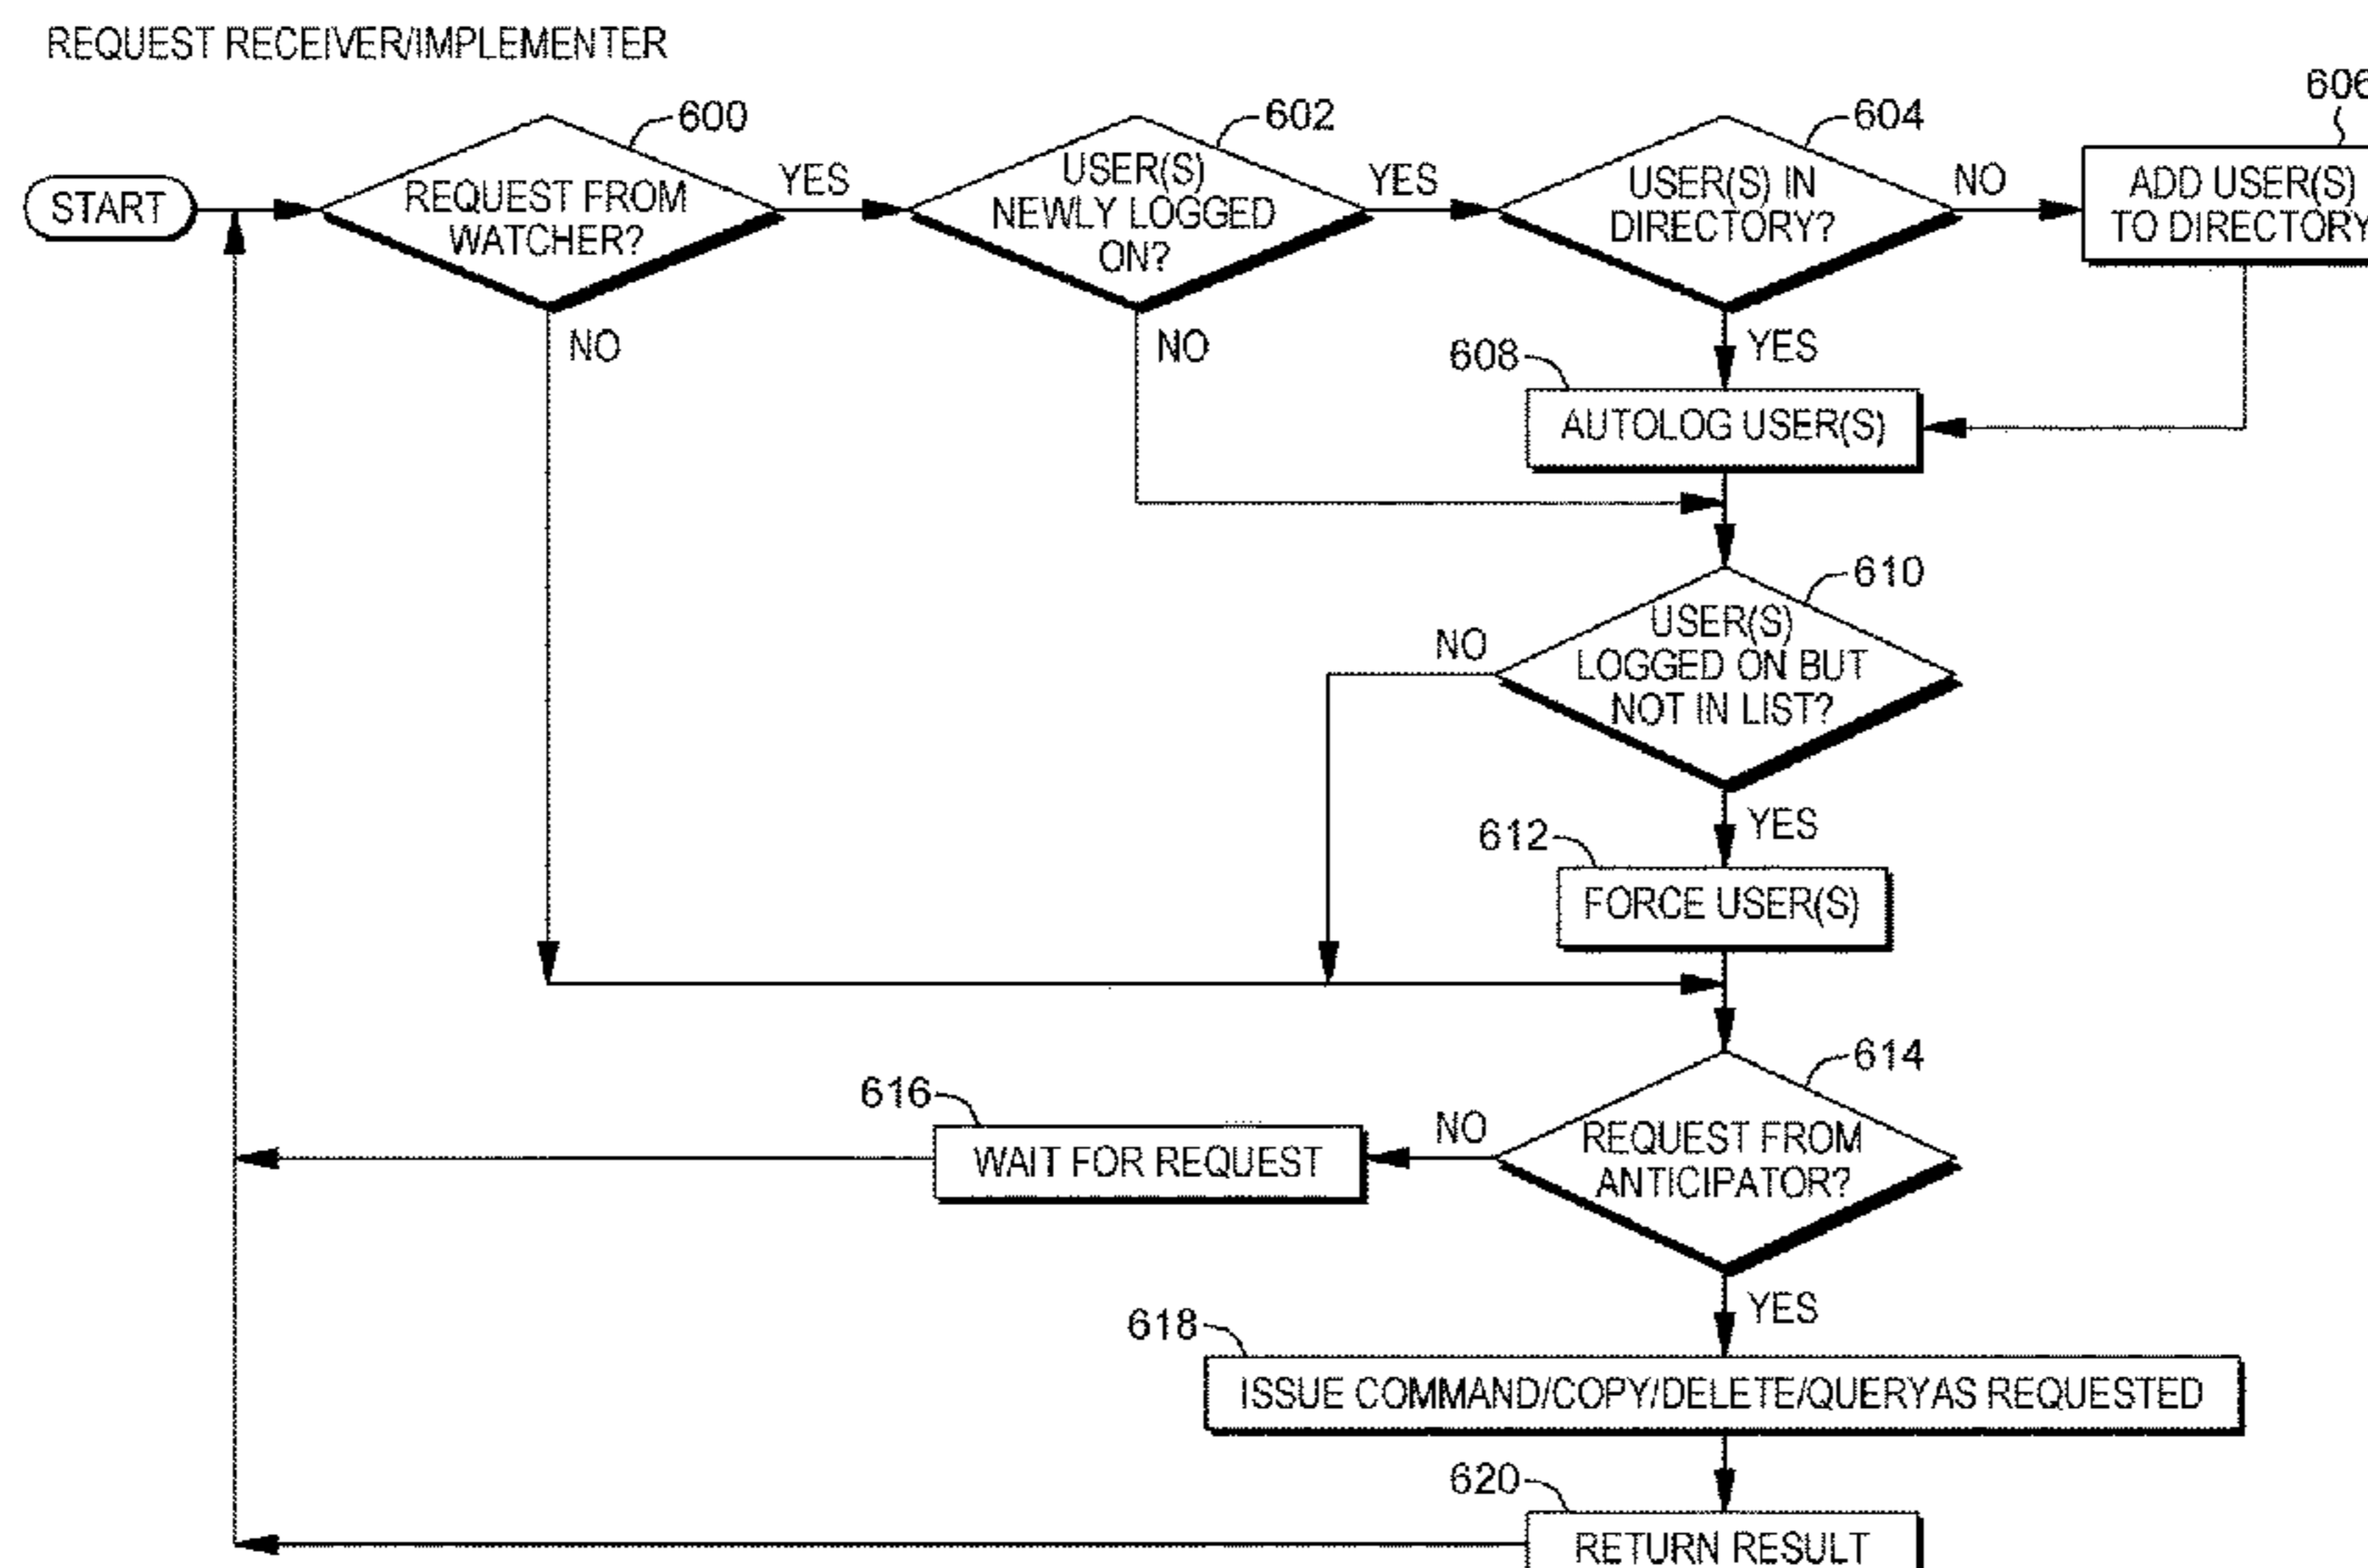 REQUEST RECEIVER/IMPLEMENTER
600
602
604
606
START
REQUEST FROM
WATCHER?
YES
USER(S)
NEWLY LOGGED
ON?
YES
USER(S) IN
DIRECTORY?
NO
ADD USER(S)
TO DIRECTORY
NO
NO
YES
608
AUTOLOG USER(S)
610
USER(S)
LOGGED ON BUT
NOT IN LIST?
NO
YES
612
FORCE USER(S)
614
REQUEST FROM
ANTICIPATOR?
NO
616
WAIT FOR REQUEST
YES
618
ISSUE COMMAND/COPY/DELETE/QUERYAS REQUESTED
620
RETURN RESULT